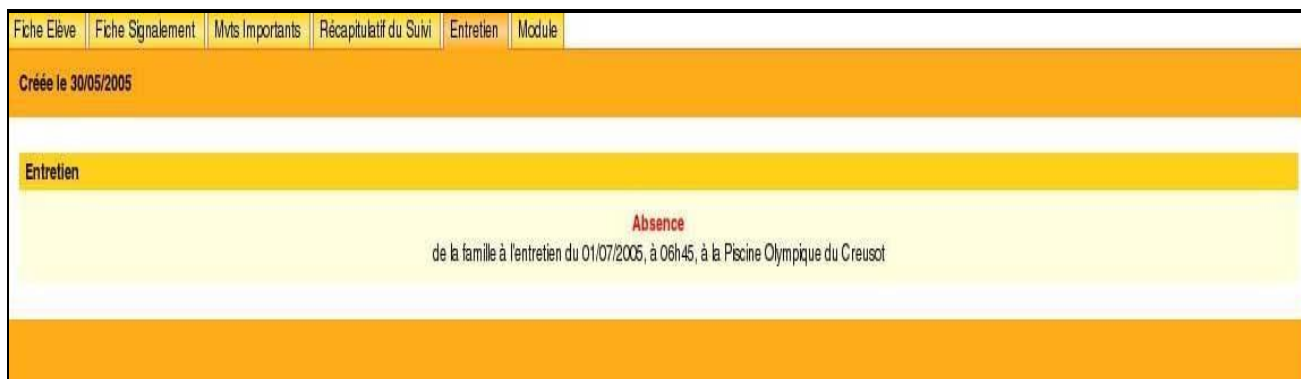 Fiche Elève Fiche Signalement Mvts Importants Récapitulatif du Suivi Entretien Module
Créée le 30/05/2005
Entretien
Absence
de la famille à l'entretien du 01/07/2005, à 06h45, à la Piscine Olympique du Creusot